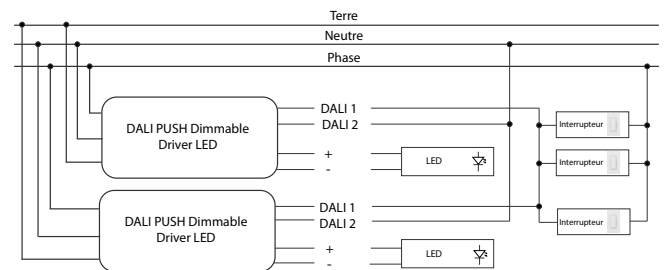 Terre
Neutre
Phase
DALI PUSH Dimmable
Driver LED
DALI 1
DALI 2
+
-
LED
Interrupteur
Interrupteur
Interrupteur
DALI PUSH Dimmable
Driver LED
DALI 1
DALI 2
+
-
LED